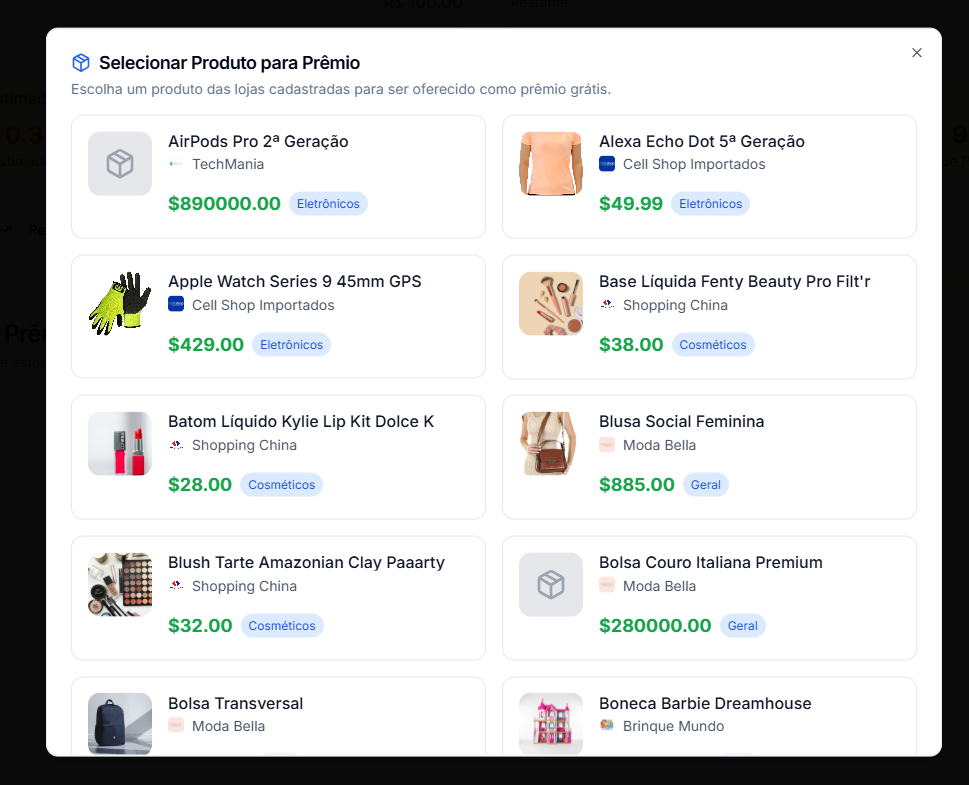 R$ 100.00
Selecionar Produto para Prêmio
Escolha um produto das lojas cadastradas para ser oferecido como prêmio grátis.
AirPods Pro 2ª Geração
TechMania
$890000.00 Eletrônicos
Alexa Echo Dot 5ª Geração
Cell Shop Importados
$49.99 Eletrônicos
Apple Watch Series 9 45mm GPS
Cell Shop Importados
$429.00 Eletrônicos
Base Líquida Fenty Beauty Pro Filt'r
Shopping China
$38.00 Cosméticos
Batom Líquido Kylie Lip Kit Dolce K
Shopping China
$28.00 Cosméticos
Blusa Social Feminina
Moda Bella
$885.00 Geral
Blush Tarte Amazonian Clay Paaarty
Shopping China
$32.00 Cosméticos
Bolsa Couro Italiana Premium
Moda Bella
$280000.00 Geral
Bolsa Transversal
Moda Bella
Boneca Barbie Dreamhouse
Brinque Mundo